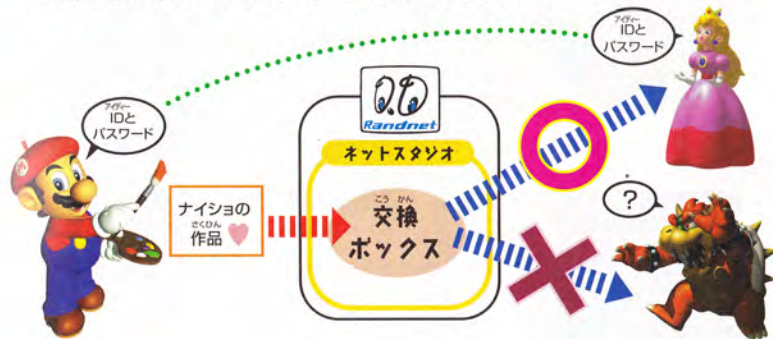 アイディー
IDと
パスワード
アイディー
IDと
パスワード
Randnet
ネットスタジオ
ナイショの
さくひん
作品
こうかん
交換
ボックス
?